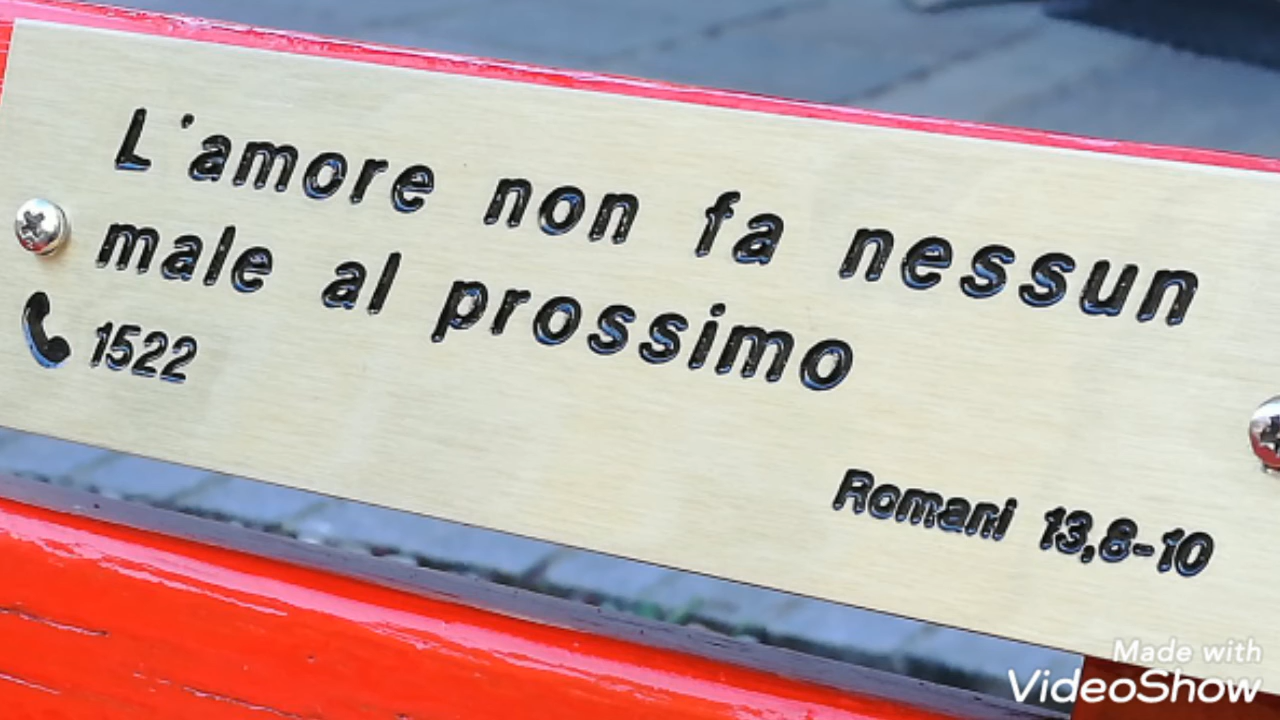 L'amore non fa nessun
male al prossimo
1522
Romani 13,8-10
Made with
VideoShow